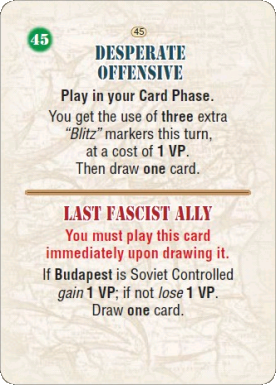 45
45
DESPERATE
OFFENSIVE
Play in your Card Phase.
You get the use of three extra
“Blitz” markers this turn,
at a cost of 1 VP.
Then draw one card.
LAST FASCIST ALLY
You must play this card
immediately upon drawing it.
If Budapest is Soviet Controlled
gain 1 VP; if not lose 1 VP.
Draw one card.